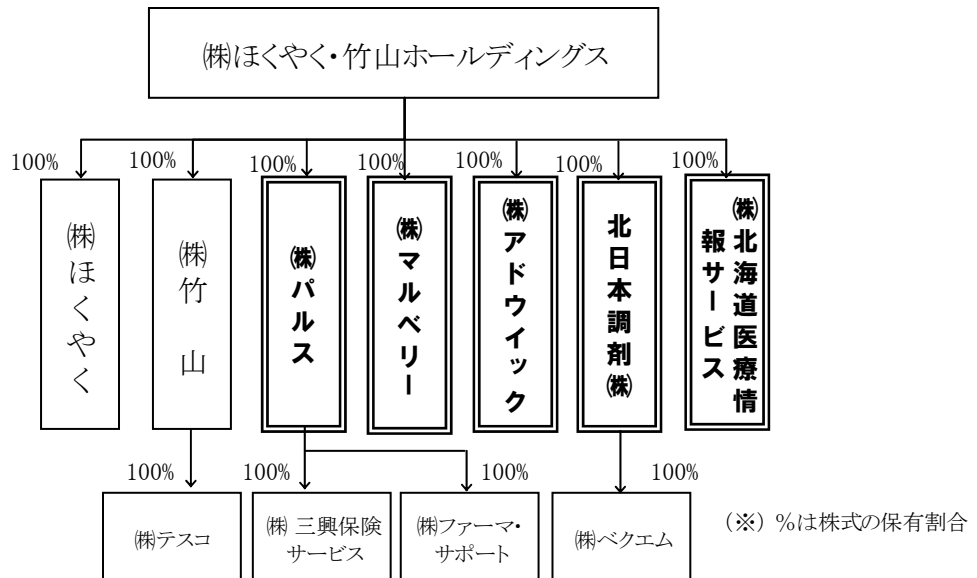 ㈱ほくやく・竹山ホールディングス
100%
100%
100%
100%
100%
100%
100%
㈱ほくやく
㈱竹 山
㈱パルス
㈱マルベリー
㈱アドウイック
北日本調剤㈱
㈱北海道医療情
報サービス
100%
100%
100%
100%
㈱テスコ
㈱ 三興保険
サービス
㈱ファーマ・
サポート
㈱ベクエム
（※）%は株式の保有割合